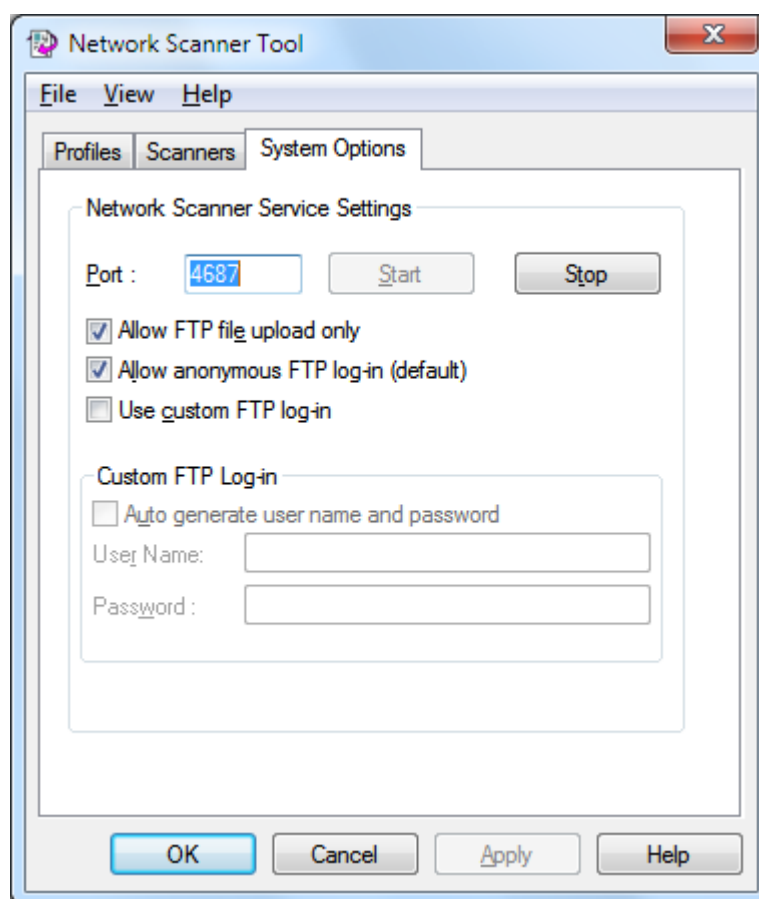 Network Scanner Tool
File View Help
Profiles Scanners System Options
Network Scanner Service Settings
Port : 4687 Start Stop
Allow FTP file upload only
Allow anonymous FTP log-in (default)
Use custom FTP log-in
Custom FTP Log-in
Auto generate user name and password
User Name:
Password :
OK Cancel Apply Help